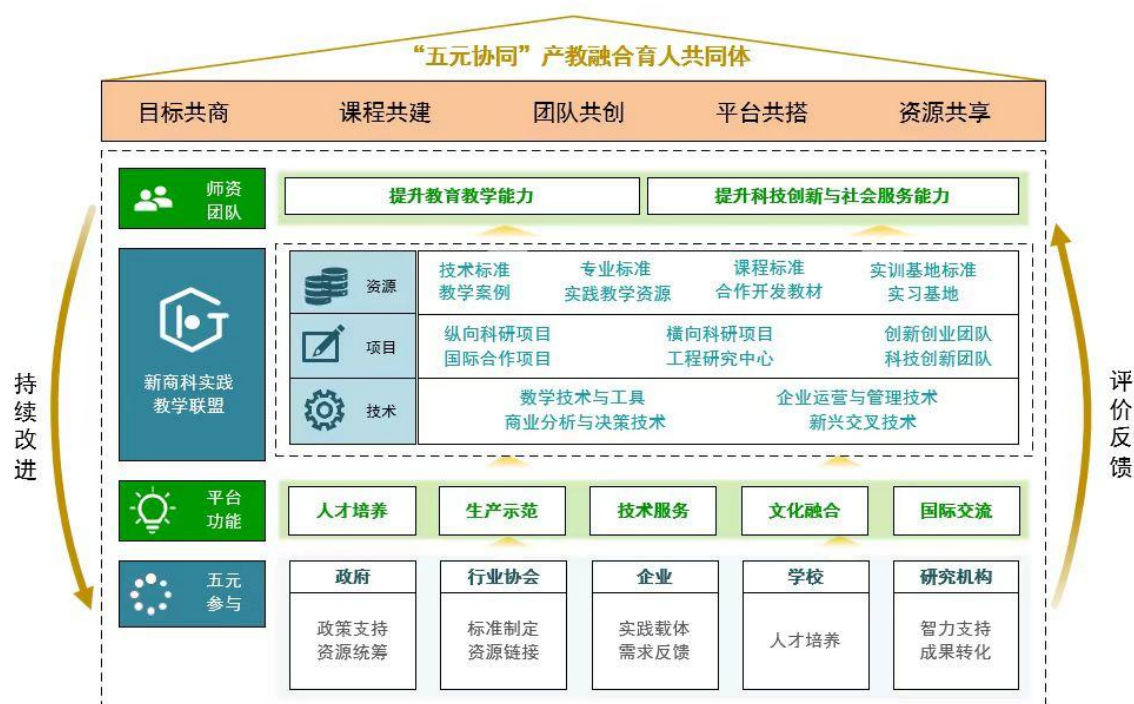 “五元协同”产教融合育人共同体
目标共商 课程共建 团队共创 平台共搭 资源共享
师资
团队
提升教育教学能力 提升科技创新与社会服务能力
新商科实践
教学联盟
资源
技术标准 专业标准 课程标准 实训基地标准
教学案例 实践教学资源 合作开发教材 实习基地
项目
纵向科研项目 横向科研项目 创新创业团队
国际合作项目 工程研究中心 科技创新团队
技术
数学技术与工具 企业运营与管理技术
商业分析与决策技术 新兴交叉技术
平台
功能
人才培养 生产示范 技术服务 文化融合 国际交流
五元
参与
政府 行业协会 企业 学校 研究机构
政策支持 标准制定 实践载体 人才培养 智力支持
资源统筹 资源链接 需求反馈 成果转化
持续改进
评价反馈